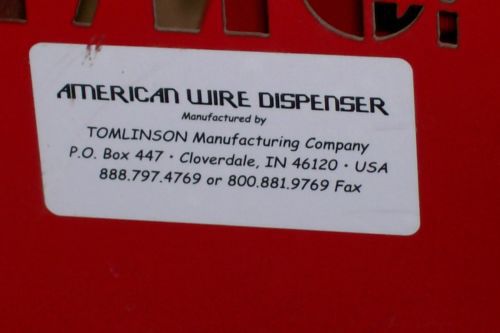 AMERICAN WIRE DISPENSER
Manufactured by
TOMLINSON Manufacturing Company
P.O. Box 447 · Cloverdale, IN 46120 · USA
888.797.4769 or 800.881.9769 Fax